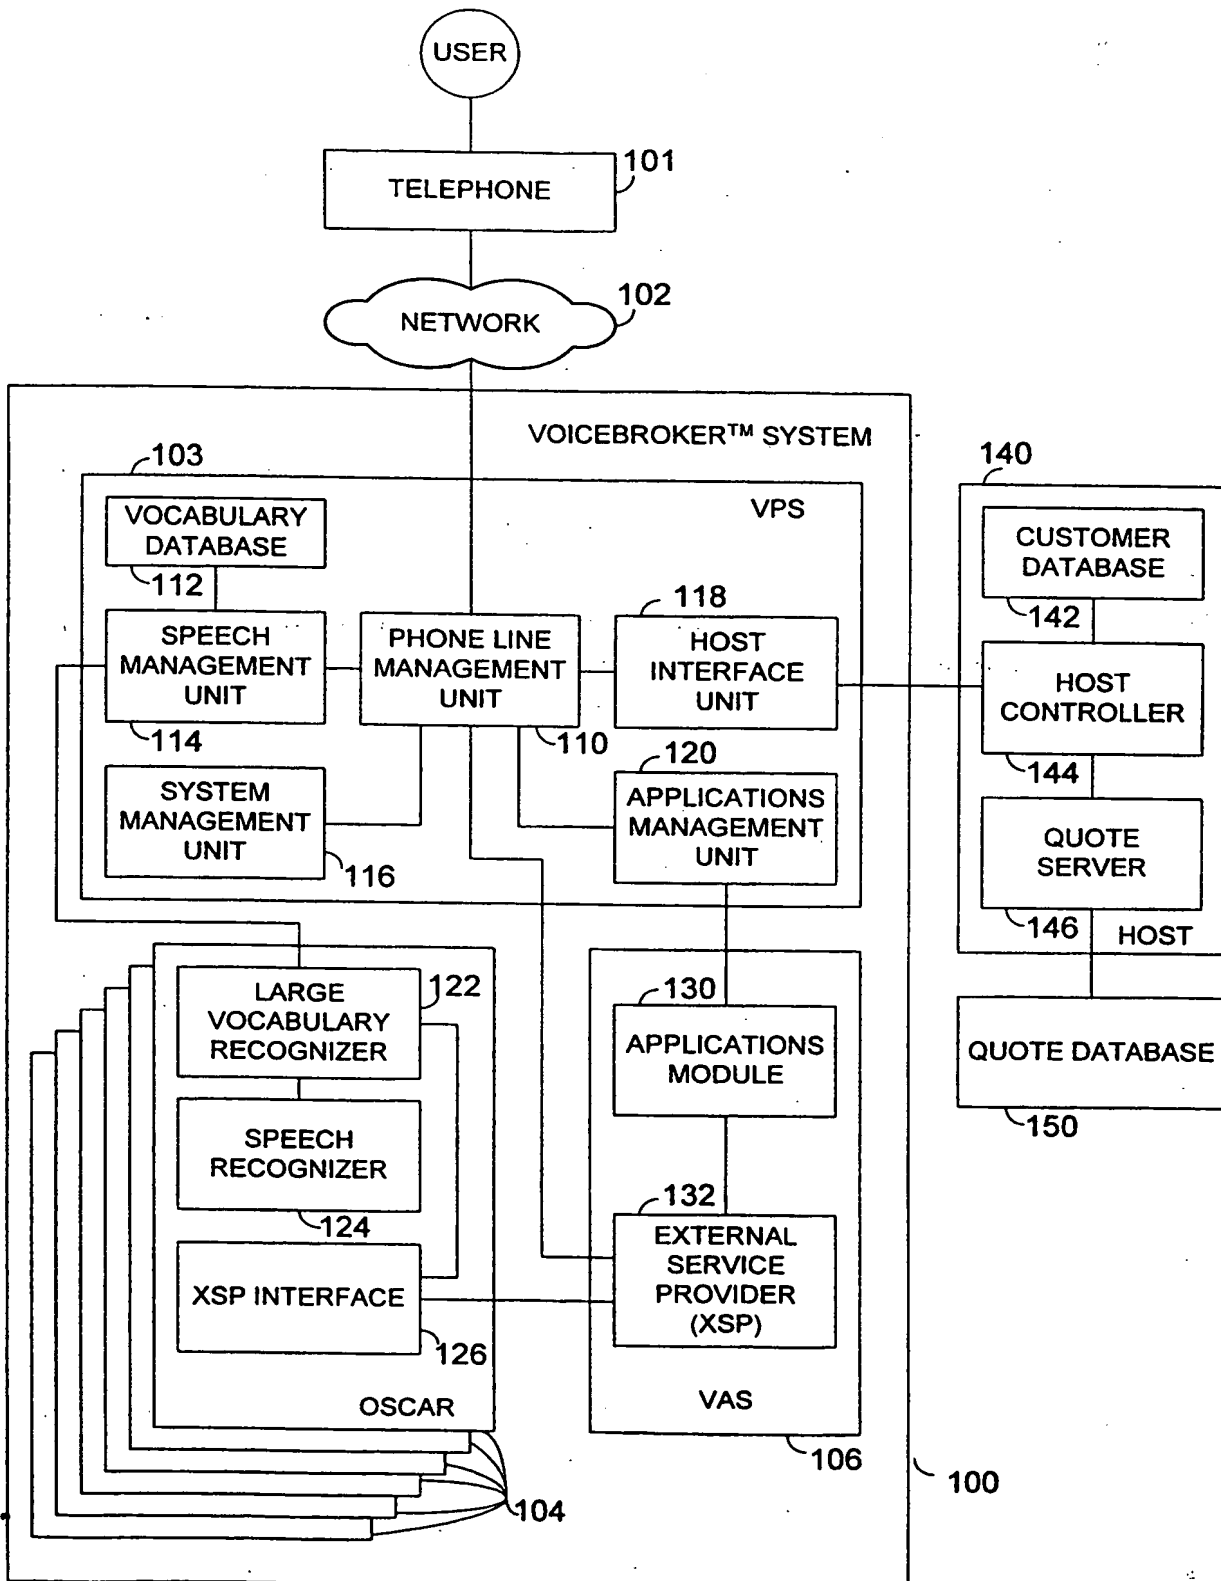 USER
101
TELEPHONE
102
NETWORK
VOICEBROKER™ SYSTEM
103
VPS
140
VOCABULARY
DATABASE
112
CUSTOMER
DATABASE
142
118
SPEECH
MANAGEMENT
UNIT
114
PHONE LINE
MANAGEMENT
UNIT
110
HOST
INTERFACE
UNIT
HOST
CONTROLLER
144
120
SYSTEM
MANAGEMENT
UNIT
116
APPLICATIONS
MANAGEMENT
UNIT
QUOTE
SERVER
146
HOST
122
LARGE
VOCABULARY
RECOGNIZER
130
APPLICATIONS
MODULE
QUOTE DATABASE
150
SPEECH
RECOGNIZER
124
132
EXTERNAL
SERVICE
PROVIDER
(XSP)
XSP INTERFACE
126
OSCAR
VAS
106
100
104